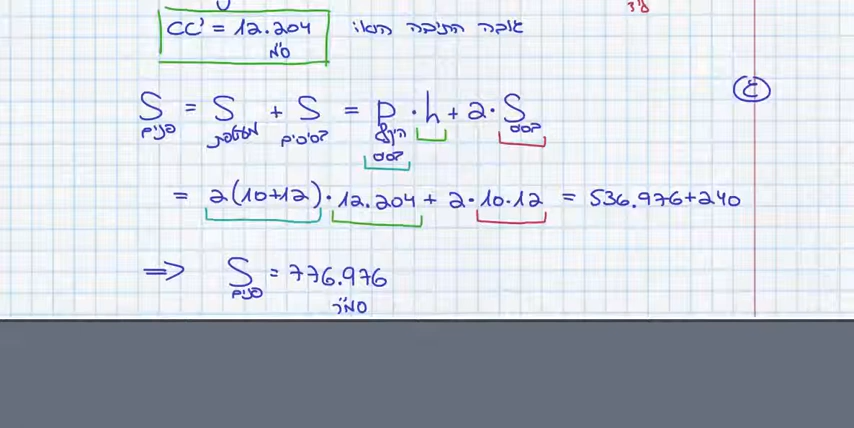 CC' = 12.204 ס"מ גובה התיבה הוא:
ג
S פנים = S מעטפת + S בסיסים = P היקף בסיס · h + 2 · S בסיס
= 2(10+12) · 12.204 + 2 · 10 · 12 = 536.976 + 240
⟹ S פנים = 776.976 סמ"ר